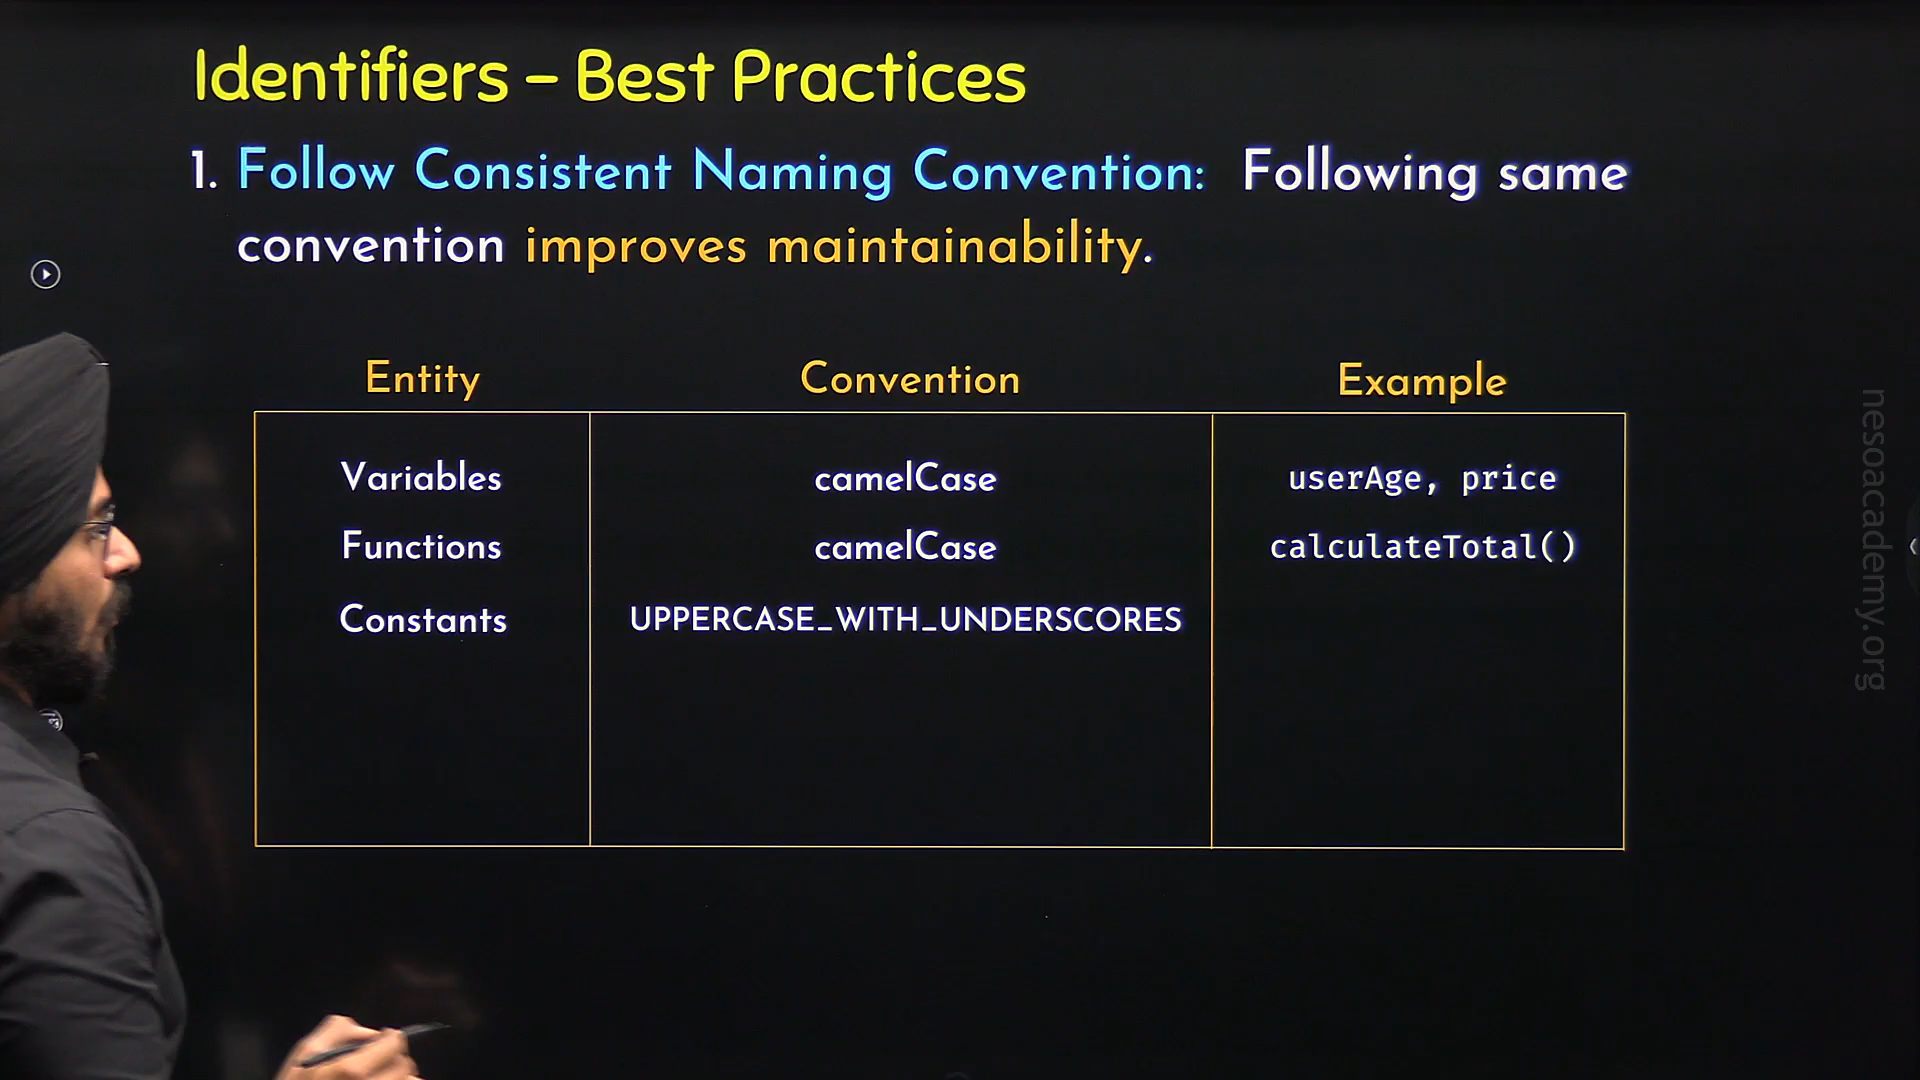 Identifiers – Best Practices
1. Follow Consistent Naming Convention: Following same
convention improves maintainability.
Entity Convention Example
Variables camelCase userAge, price
Functions camelCase calculateTotal()
Constants UPPERCASE_WITH_UNDERSCORES
nesoacademy.org